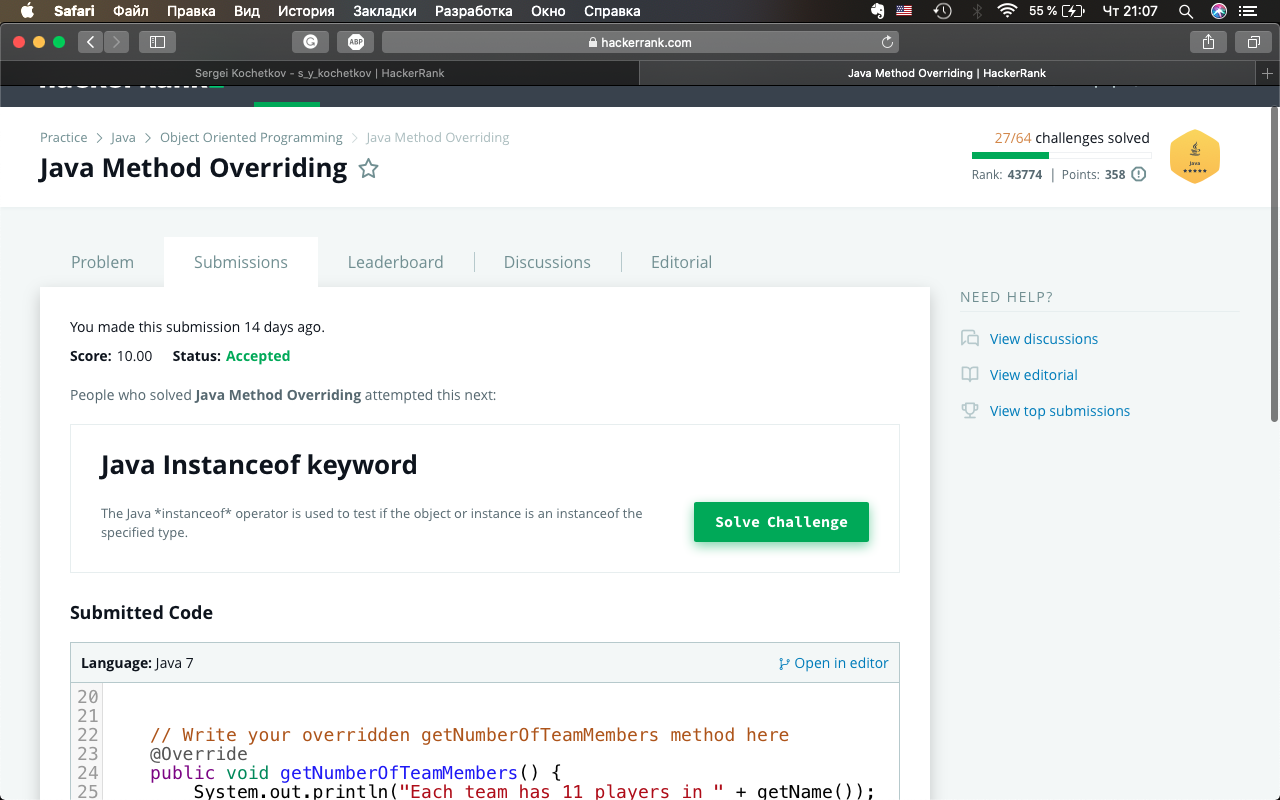 Safari Файл Правка Вид История Закладки Разработка Окно Справка 55 % Чт 21:07
ABP hackerrank.com
Sergei Kochetkov - s_y_kochetkov | HackerRank Java Method Overriding | HackerRank
Practice > Java > Object Oriented Programming > Java Method Overriding
27/64 challenges solved
Java Method Overriding
Java
Rank: 43774 | Points: 358
Problem Submissions Leaderboard Discussions Editorial
NEED HELP?
You made this submission 14 days ago.
View discussions
Score: 10.00 Status: Accepted
View editorial
People who solved Java Method Overriding attempted this next:
View top submissions
Java Instanceof keyword
The Java *instanceof* operator is used to test if the object or instance is an instanceof the
specified type.
Solve Challenge
Submitted Code
Language: Java 7 Open in editor
20
21
22 // Write your overridden getNumberOfTeamMembers method here
23 @Override
24 public void getNumberOfTeamMembers() {
25 System.out.println("Each team has 11 players in " + getName());